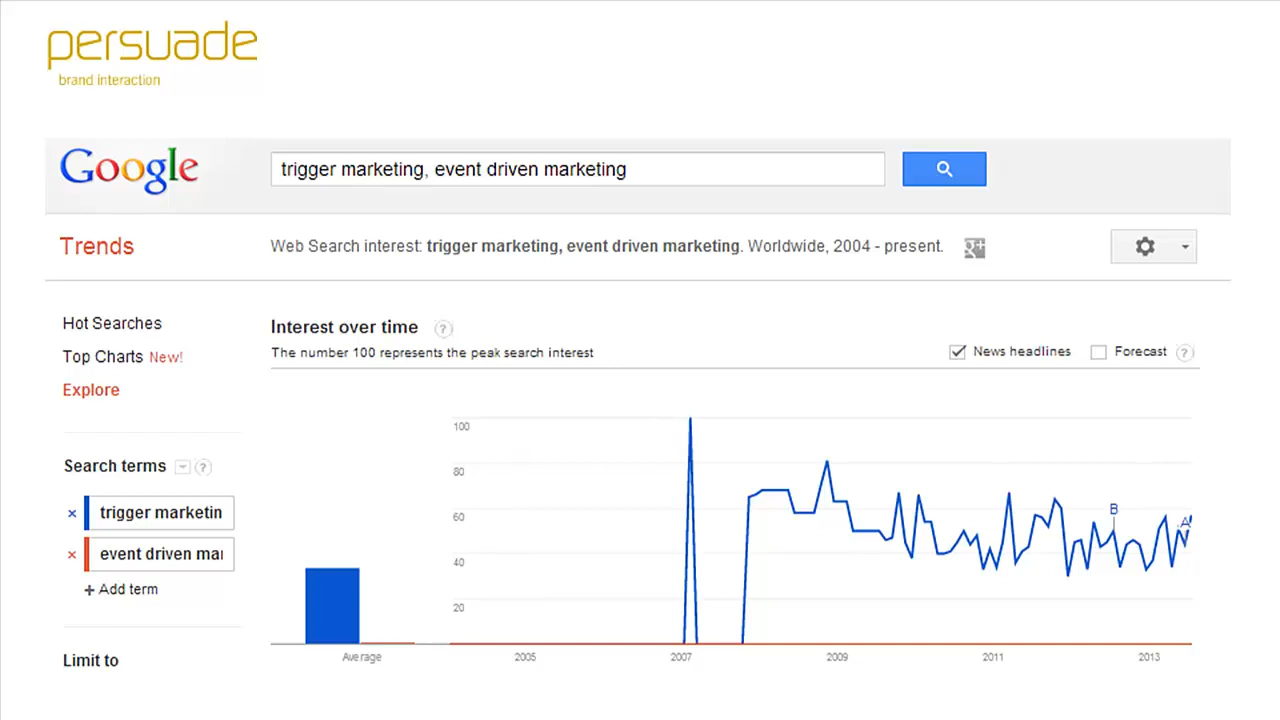 persuade
brand interaction
Google
trigger marketing, event driven marketing
Trends
Web Search interest: trigger marketing, event driven marketing. Worldwide, 2004 - present.
Hot Searches
Top Charts New!
Explore
Search terms ?
× trigger marketin
× event driven mar
+ Add term
Limit to
Interest over time ?
The number 100 represents the peak search interest
News headlines
Forecast ?
100
80
60
40
20
B
A
Average
2005
2007
2009
2011
2013